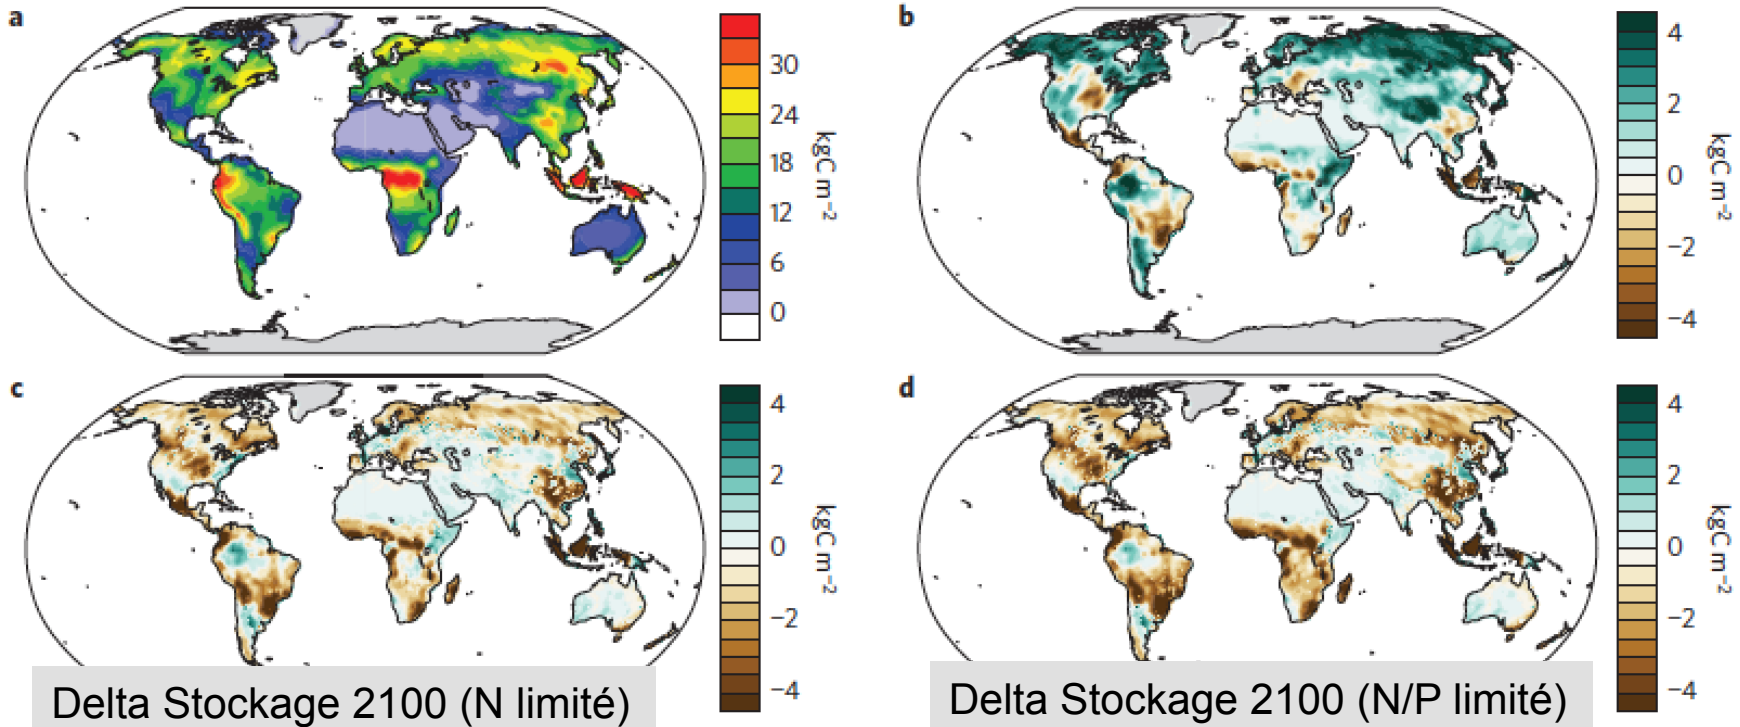 a
30
24
18
12
6
0
kgC m−2
b
4
2
0
−2
−4
kgC m−2
c
4
2
0
−2
−4
kgC m−2
Delta Stockage 2100 (N limité)
d
4
2
0
−2
−4
kgC m−2
Delta Stockage 2100 (N/P limité)